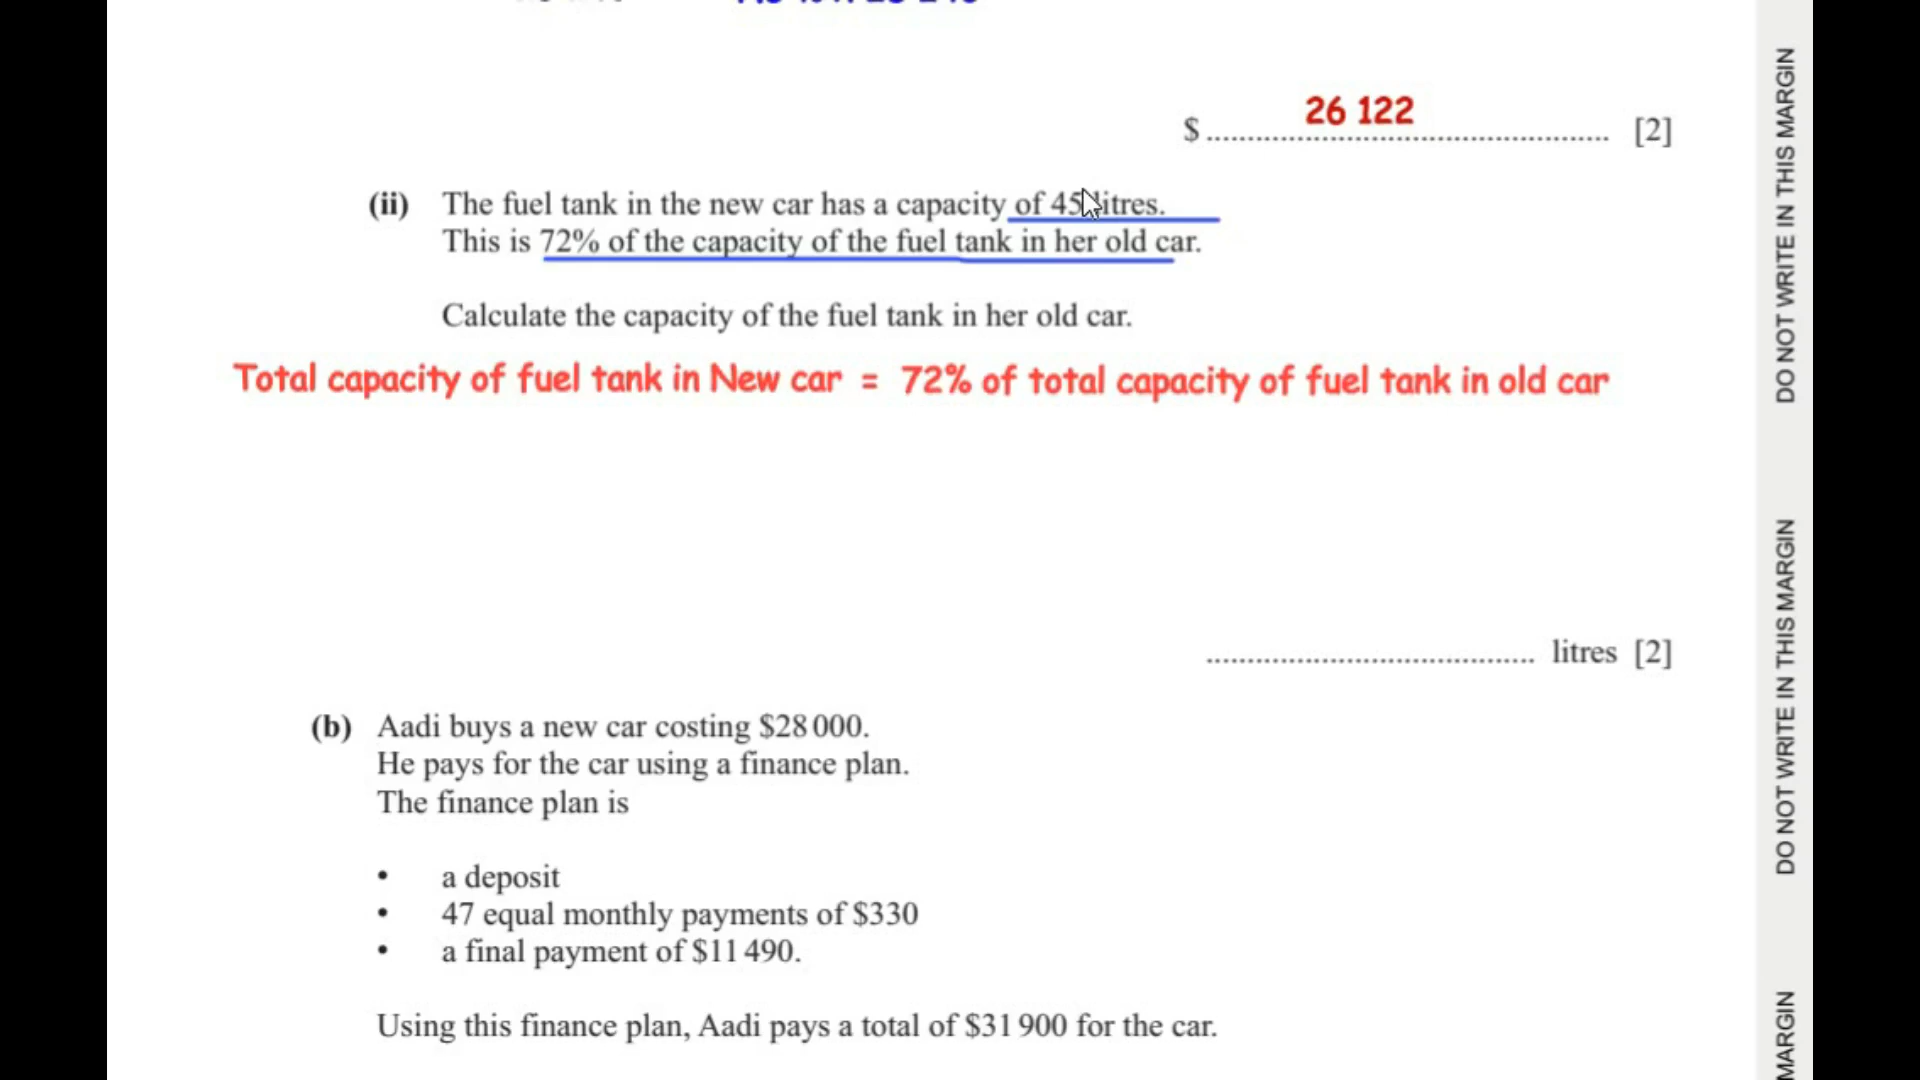 $ 26 122 [2]
(ii) The fuel tank in the new car has a capacity of 45 litres.
This is 72% of the capacity of the fuel tank in her old car.
Calculate the capacity of the fuel tank in her old car.
Total capacity of fuel tank in New car = 72% of total capacity of fuel tank in old car
................................................ litres [2]
(b) Aadi buys a new car costing $28 000.
He pays for the car using a finance plan.
The finance plan is
• a deposit
• 47 equal monthly payments of $330
• a final payment of $11 490.
Using this finance plan, Aadi pays a total of $31 900 for the car.
DO NOT WRITE IN THIS MARGIN
DO NOT WRITE IN THIS MARGIN
MARGIN